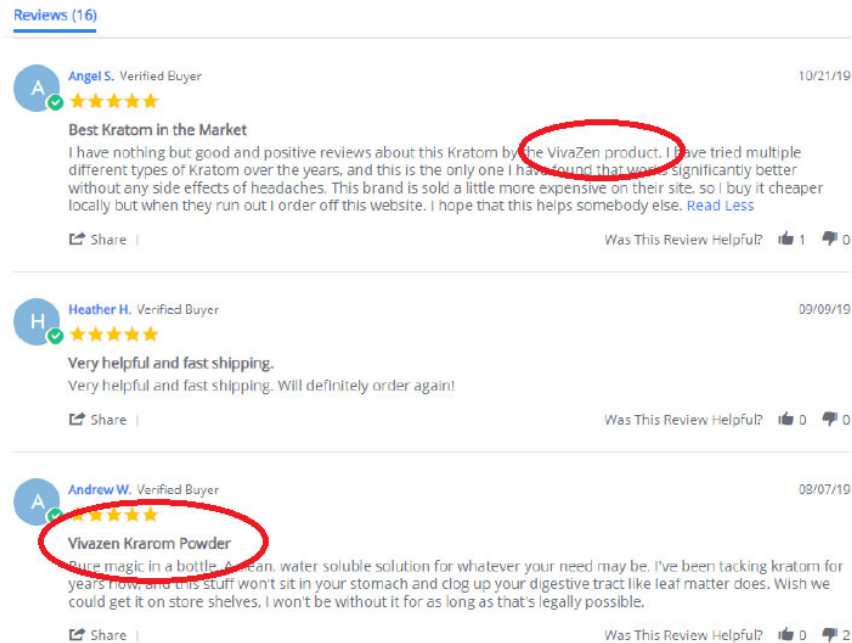 Reviews (16)
A
Angel S. Verified Buyer
10/21/19
Best Kratom in the Market
I have nothing but good and positive reviews about this Kratom by the VivaZen product. I have tried multiple
different types of Kratom over the years, and this is the only one I have found that works significantly better
without any side effects of headaches. This brand is sold a little more expensive on their site, so I buy it cheaper
locally but when they run out I order off this website. I hope that this helps somebody else. Read Less
Share |
Was This Review Helpful? 1 0
H
Heather H. Verified Buyer
09/09/19
Very helpful and fast shipping.
Very helpful and fast shipping. Will definitely order again!
Share |
Was This Review Helpful? 0 0
A
Andrew W. Verified Buyer
08/07/19
Vivazen Krarom Powder
Pure magic in a bottle. A clean, water soluble solution for whatever your need may be. I've been tacking kratom for
years now, and this stuff won't sit in your stomach and clog up your digestive tract like leaf matter does. Wish we
could get it on store shelves, I won't be without it for as long as that's legally possible.
Share |
Was This Review Helpful? 0 2